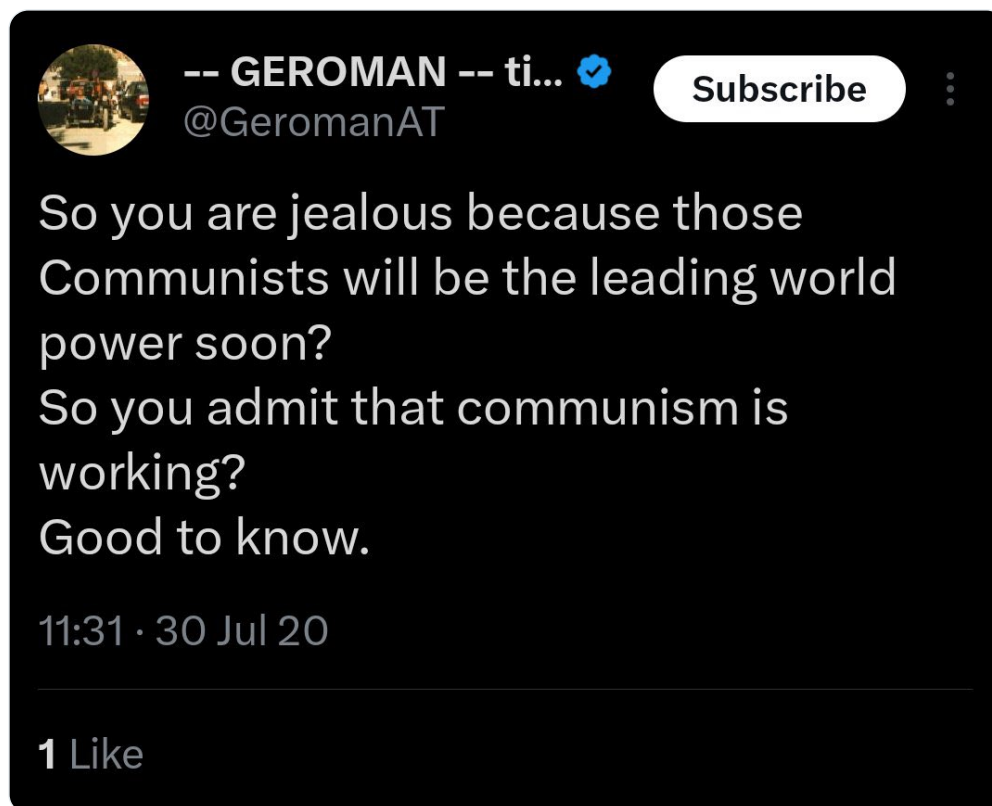 -- GEROMAN -- ti...
Subscribe
@GeromanAT
So you are jealous because those
Communists will be the leading world
power soon?
So you admit that communism is
working?
Good to know.
11:31 · 30 Jul 20
1 Like